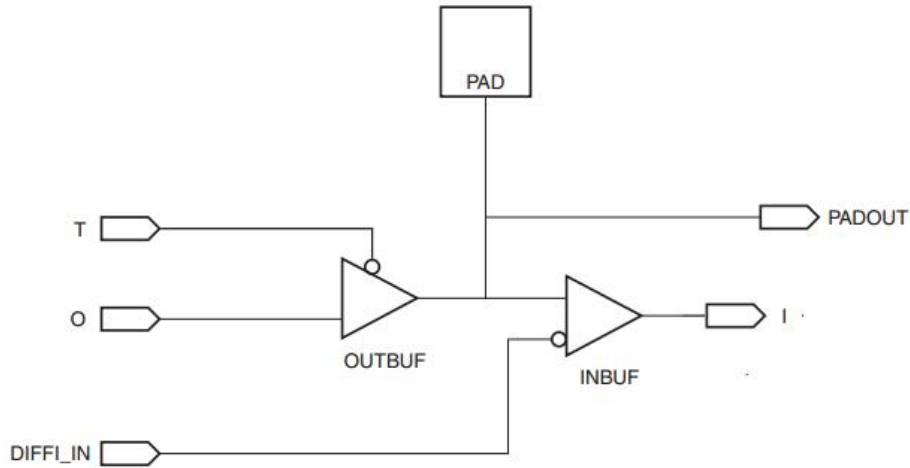 PAD
T
PADOUT
O
I
OUTBUF
INBUF
DIFFI_IN